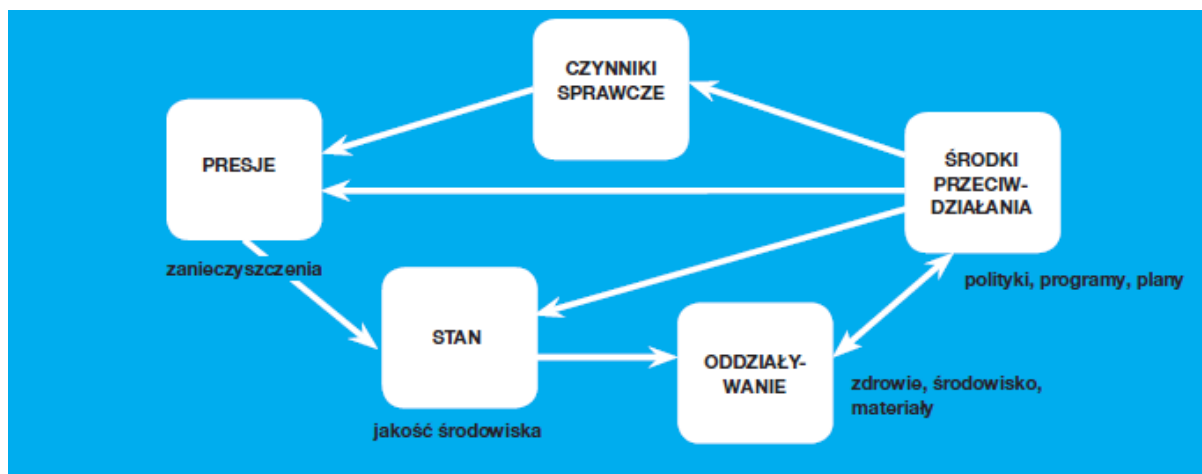 CZYNNIKI
SPRAWCZE
PRESJE
zanieczyszczenia
ŚRODKI
PRZECIW-
DZIAŁANIA
polityki, programy, plany
STAN
jakość środowiska
ODDZIAŁY-
WANIE
zdrowie, środowisko,
materiały